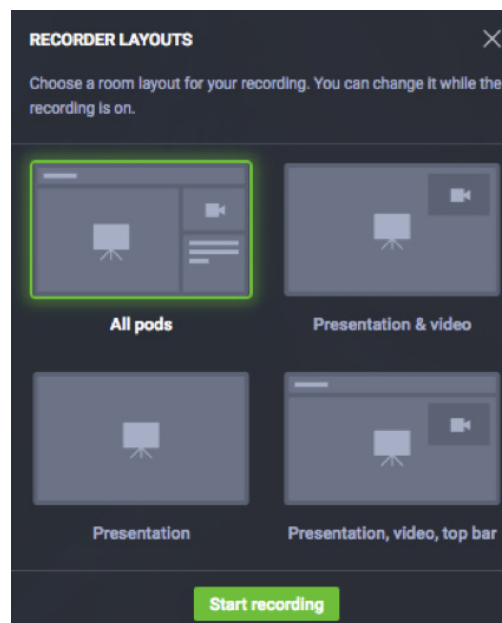 RECORDER LAYOUTS
Choose a room layout for your recording. You can change it while the
recording is on.
All pods
Presentation & video
Presentation
Presentation, video, top bar
Start recording